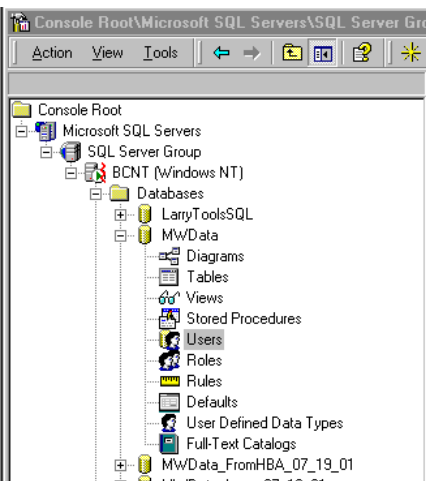 Console Root\Microsoft SQL Servers\SQL Server Gro
Action View Tools
Console Root
Microsoft SQL Servers
SQL Server Group
BCNT (Windows NT)
Databases
LarryToolsSQL
MWData
Diagrams
Tables
Views
Stored Procedures
Users
Roles
Rules
Defaults
User Defined Data Types
Full-Text Catalogs
MWData_FromHBA_07_19_01